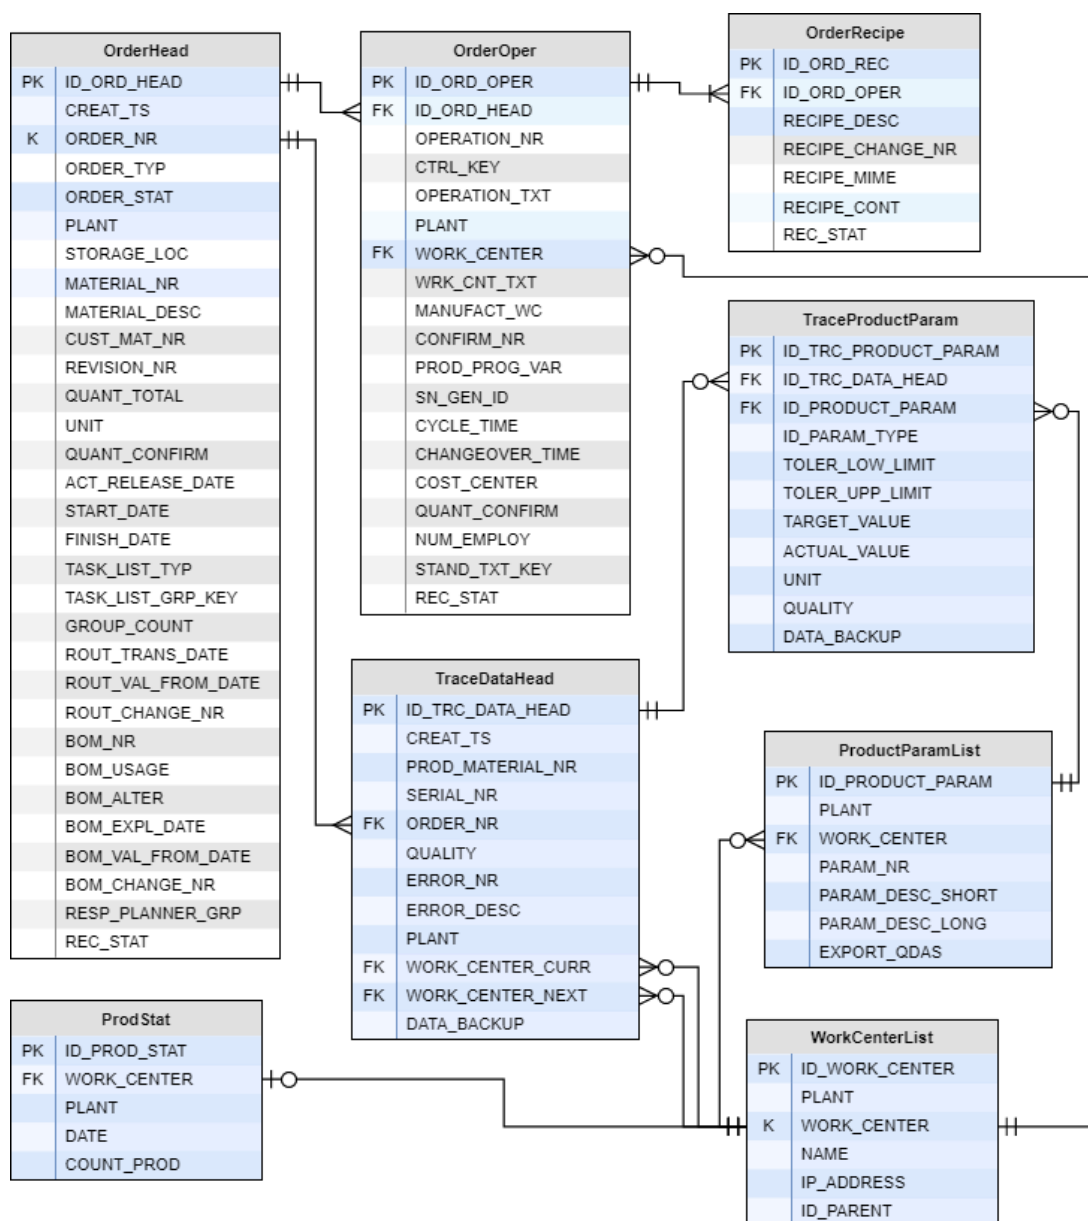 OrderHead
PK ID_ORD_HEAD
CREAT_TS
K ORDER_NR
ORDER_TYP
ORDER_STAT
PLANT
STORAGE_LOC
MATERIAL_NR
MATERIAL_DESC
CUST_MAT_NR
REVISION_NR
QUANT_TOTAL
UNIT
QUANT_CONFIRM
ACT_RELEASE_DATE
START_DATE
FINISH_DATE
TASK_LIST_TYP
TASK_LIST_GRP_KEY
GROUP_COUNT
ROUT_TRANS_DATE
ROUT_VAL_FROM_DATE
ROUT_CHANGE_NR
BOM_NR
BOM_USAGE
BOM_ALTER
BOM_EXPL_DATE
BOM_VAL_FROM_DATE
BOM_CHANGE_NR
RESP_PLANNER_GRP
REC_STAT
OrderOper
PK ID_ORD_OPER
FK ID_ORD_HEAD
OPERATION_NR
CTRL_KEY
OPERATION_TXT
PLANT
FK WORK_CENTER
WRK_CNT_TXT
MANUFACT_WC
CONFIRM_NR
PROD_PROG_VAR
SN_GEN_ID
CYCLE_TIME
CHANGEOVER_TIME
COST_CENTER
QUANT_CONFIRM
NUM_EMPLOY
STAND_TXT_KEY
REC_STAT
OrderRecipe
PK ID_ORD_REC
FK ID_ORD_OPER
RECIPE_DESC
RECIPE_CHANGE_NR
RECIPE_MIME
RECIPE_CONT
REC_STAT
TraceProductParam
PK ID_TRC_PRODUCT_PARAM
FK ID_TRC_DATA_HEAD
FK ID_PRODUCT_PARAM
ID_PARAM_TYPE
TOLER_LOW_LIMIT
TOLER_UPP_LIMIT
TARGET_VALUE
ACTUAL_VALUE
UNIT
QUALITY
DATA_BACKUP
TraceDataHead
PK ID_TRC_DATA_HEAD
CREAT_TS
PROD_MATERIAL_NR
SERIAL_NR
FK ORDER_NR
QUALITY
ERROR_NR
ERROR_DESC
PLANT
FK WORK_CENTER_CURR
FK WORK_CENTER_NEXT
DATA_BACKUP
ProductParamList
PK ID_PRODUCT_PARAM
PLANT
FK WORK_CENTER
PARAM_NR
PARAM_DESC_SHORT
PARAM_DESC_LONG
EXPORT_QDAS
ProdStat
PK ID_PROD_STAT
FK WORK_CENTER
PLANT
DATE
COUNT_PROD
WorkCenterList
PK ID_WORK_CENTER
PLANT
K WORK_CENTER
NAME
IP_ADDRESS
ID_PARENT